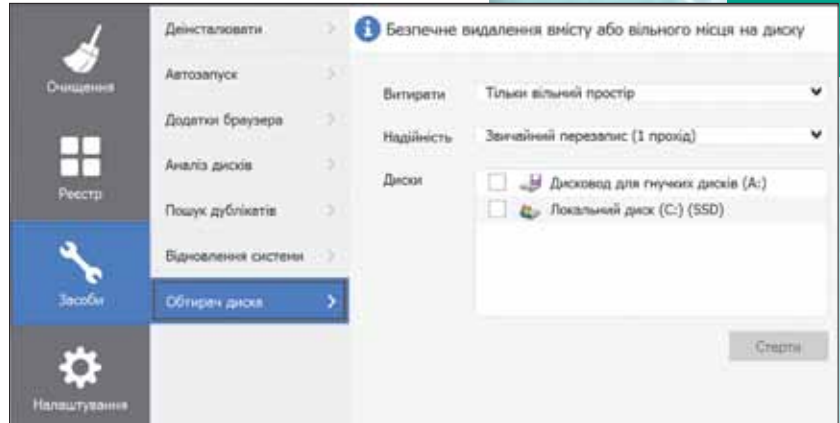 Очищення
Реєстр
Засоби
Налаштування
Деінсталювати
Автозапуск
Додатки браузера
Аналіз дисків
Пошук дублікатів
Відновлення системи
Обтирач диска
Безпечне видалення вмісту або вільного місця на диску
Витирати Тільки вільний простір
Надійність Звичайний перезапис (1 прохід)
Диски
Дисковод для гнучких дисків (A:)
Локальний диск (C:) (SSD)
Стерти